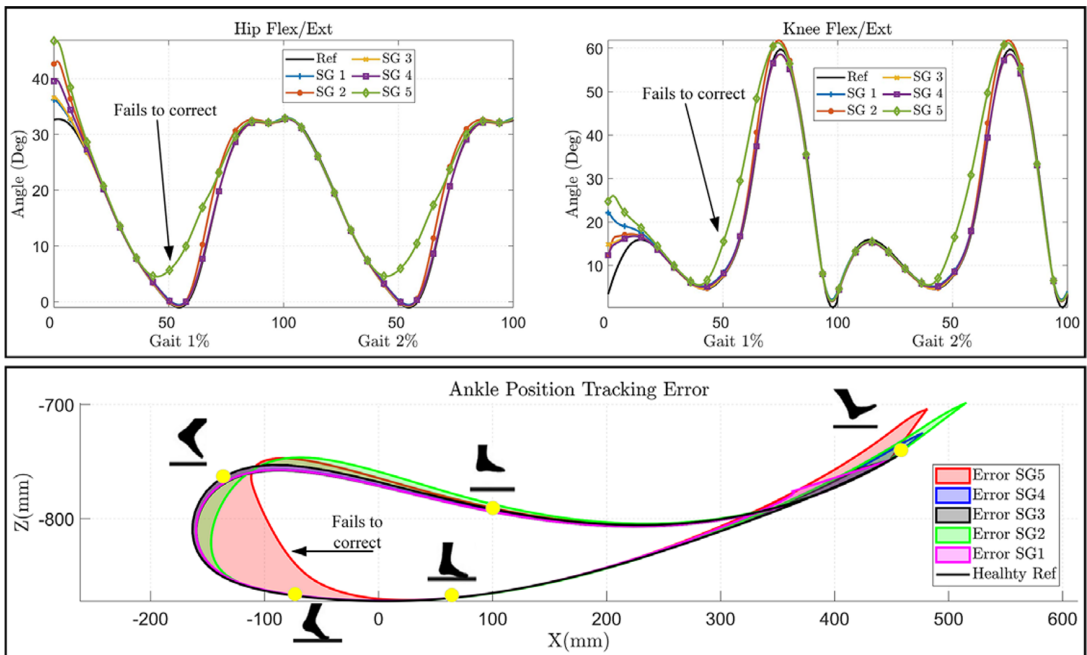 Hip Flex/Ext
Angle (Deg)
40
30
20
10
0
Ref
SG 1
SG 2
SG 3
SG 4
SG 5
Fails to correct
0 50 100 50 100
Gait 1% Gait 2%
Knee Flex/Ext
Angle (Deg)
60
50
40
30
20
10
Ref
SG 1
SG 2
SG 3
SG 4
SG 5
Fails to correct
0 50 100 50 100
Gait 1% Gait 2%
Ankle Position Tracking Error
Z(mm)
-700
-800
Fails to
correct
Error SG5
Error SG4
Error SG3
Error SG2
Error SG1
Healhty Ref
-200 -100 0 100 200 300 400 500 600
X(mm)